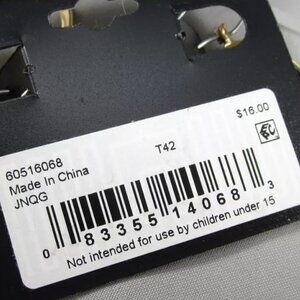 60516068
T42
$16.00
Made In China
JNQG
0 83355 14068 3
Not intended for use by children under 15